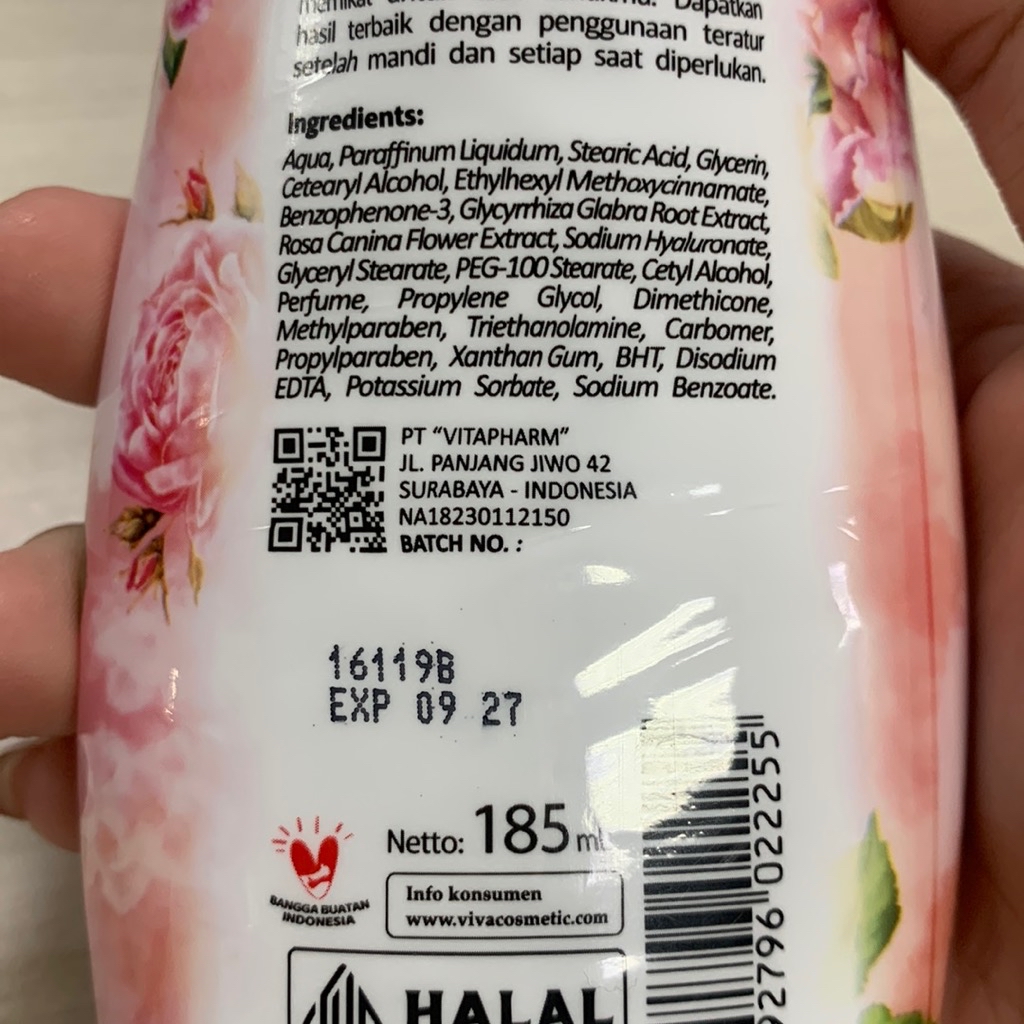 Dapatkan
hasil terbaik dengan penggunaan teratur
setelah mandi dan setiap saat diperlukan.
Ingredients:
Aqua, Paraffinum Liquidum, Stearic Acid, Glycerin,
Cetearyl Alcohol, Ethylhexyl Methoxycinnamate,
Benzophenone-3, Glycyrrhiza Glabra Root Extract,
Rosa Canina Flower Extract, Sodium Hyaluronate,
Glyceryl Stearate, PEG-100 Stearate, Cetyl Alcohol,
Perfume, Propylene Glycol, Dimethicone,
Methylparaben, Triethanolamine, Carbomer,
Propylparaben, Xanthan Gum, BHT, Disodium
EDTA, Potassium Sorbate, Sodium Benzoate.
PT "VITAPHARM"
JL. PANJANG JIWO 42
SURABAYA - INDONESIA
NA18230112150
BATCH NO. :
16119B
EXP 09 27
Netto: 185 ml
BANGGA BUATAN
INDONESIA
Info konsumen
www.vivacosmetic.com
HALAL
92796 022255